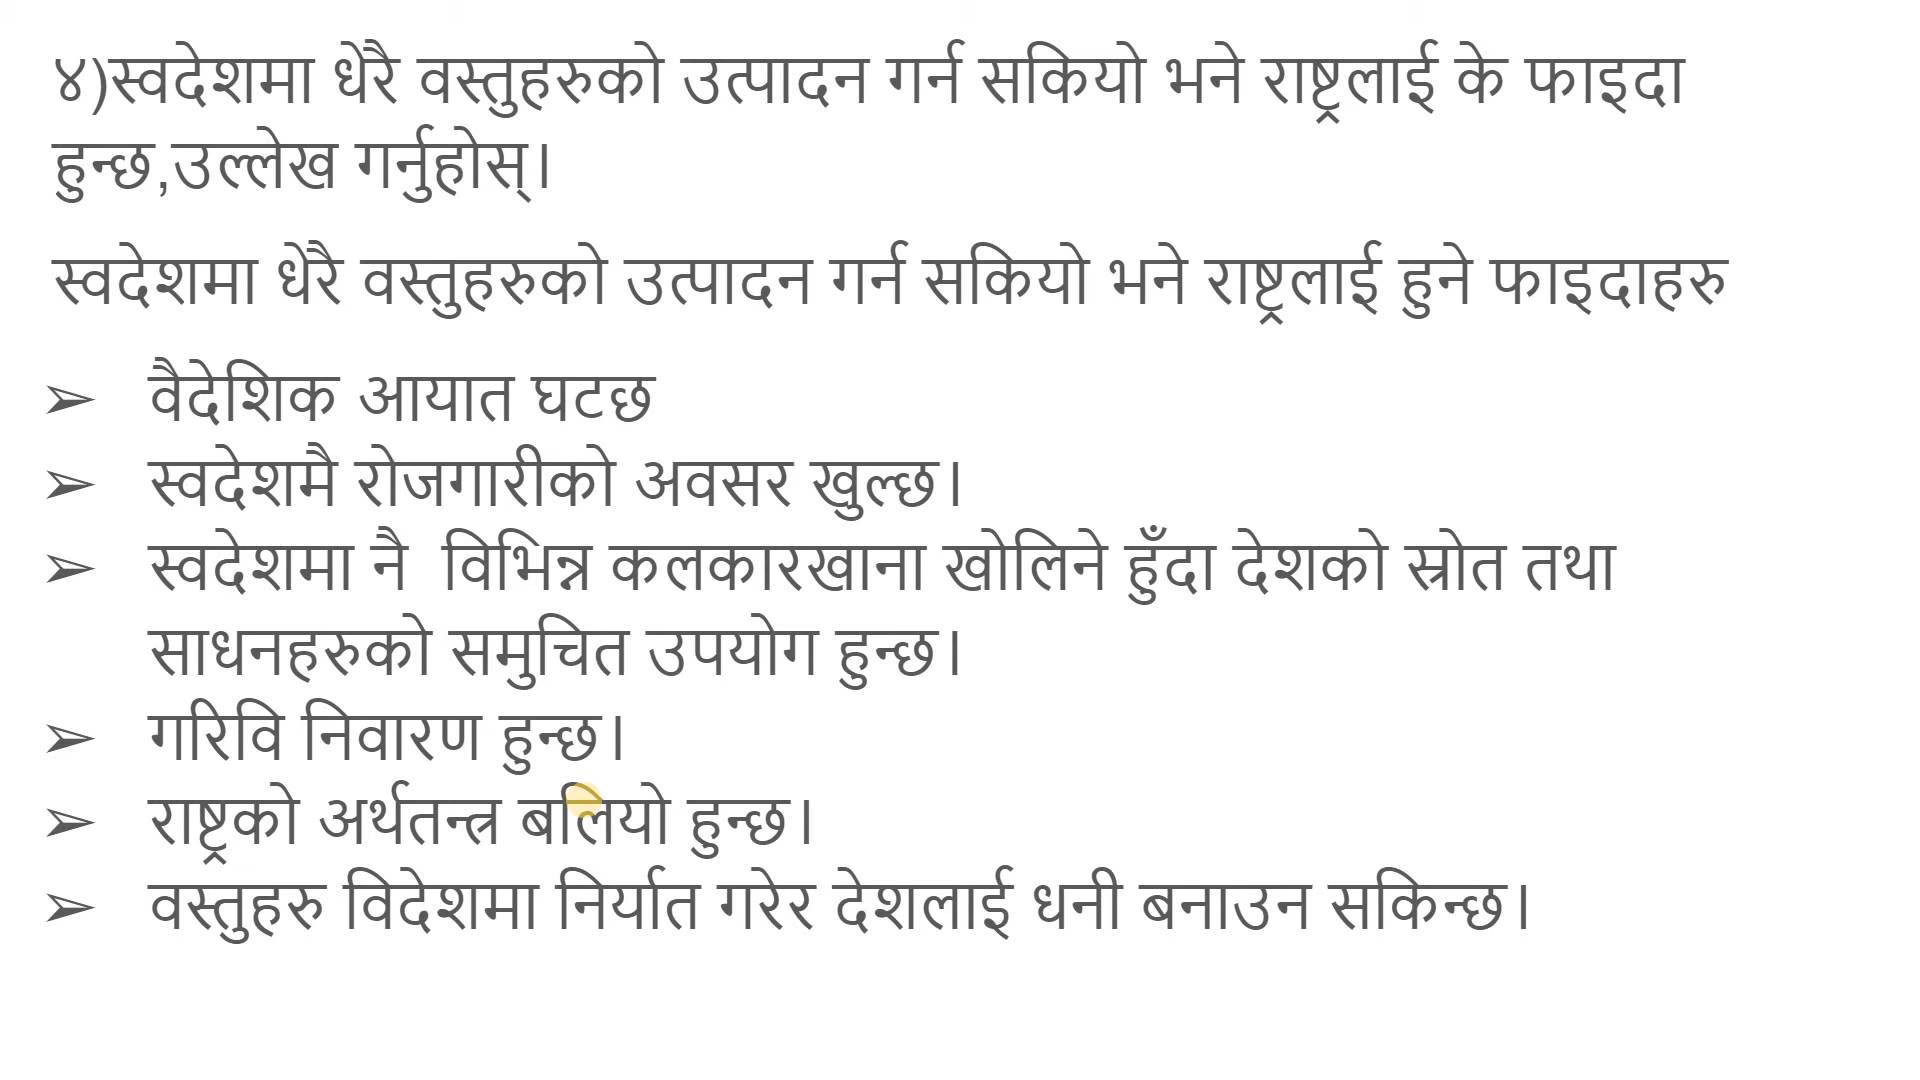 ४)स्वदेशमा धेरै वस्तुहरुको उत्पादन गर्न सकियो भने राष्ट्रलाई के फाइदा
हुन्छ,उल्लेख गर्नुहोस्।
स्वदेशमा धेरै वस्तुहरुको उत्पादन गर्न सकियो भने राष्ट्रलाई हुने फाइदाहरु
➢ वैदेशिक आयात घटछ
➢ स्वदेशमै रोजगारीको अवसर खुल्छ।
➢ स्वदेशमा नै  विभिन्न कलकारखाना खोलिने हुँदा देशको स्रोत तथा
साधनहरुको समुचित उपयोग हुन्छ।
➢ गरिवि निवारण हुन्छ।
➢ राष्ट्रको अर्थतन्त्र बलियो हुन्छ।
➢ वस्तुहरु विदेशमा निर्यात गरेर देशलाई धनी बनाउन सकिन्छ।